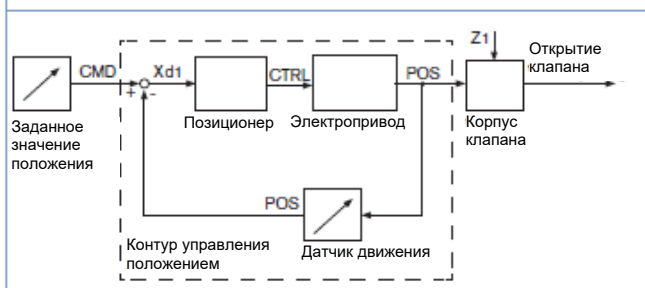 Z1
Открытие
клапана
CMD
Xd1
CTRL
POS
+
-
Заданное
значение
положения
Позиционер
Электропривод
Корпус
клапана
POS
Контур управления
положением
Датчик движения